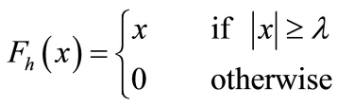 F_h(x) = { x if |x| ≥ λ
0 otherwise